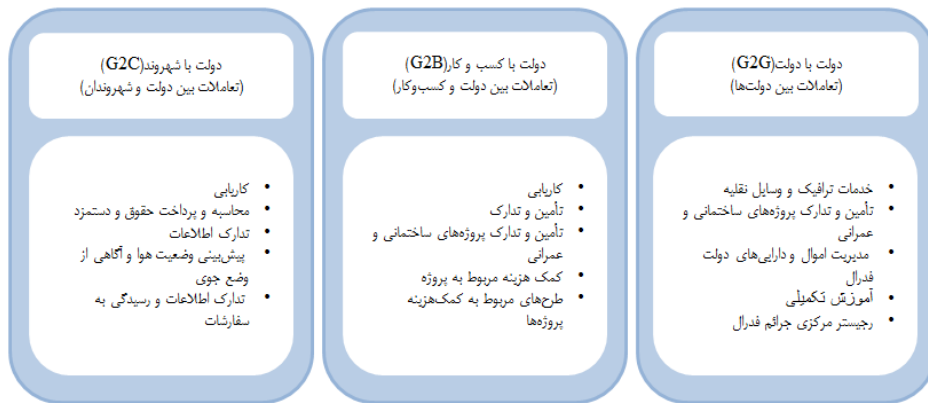 دولت با دولت(G2G)
(تعاملات بین دولت‌ها)
• خدمات ترافیک و وسایل نقلیه
• تأمین و تدارک پروژه‌های ساختمانی و
عمرانی
• مدیریت اموال و دارایی‌های دولت
فدرال
• آموزش تکمیلی
• رجیستر مرکزی جرائم فدرال
دولت با کسب و کار(G2B)
(تعاملات بین دولت و کسب‌وکار)
• کاریابی
• تأمین و تدارک
• تأمین و تدارک پروژه‌های ساختمانی و
عمرانی
• کمک هزینه مربوط به پروژه
• طرح‌های مربوط به کمک‌هزینه
پروژه‌ها
دولت با شهروند(G2C)
(تعاملات بین دولت و شهروندان)
• کاریابی
• محاسبه و پرداخت حقوق و دستمزد
• تدارک اطلاعات
• پیش‌بینی وضعیت هوا و آگاهی از
وضع جوی
• تدارک اطلاعات و رسیدگی به
سفارشات